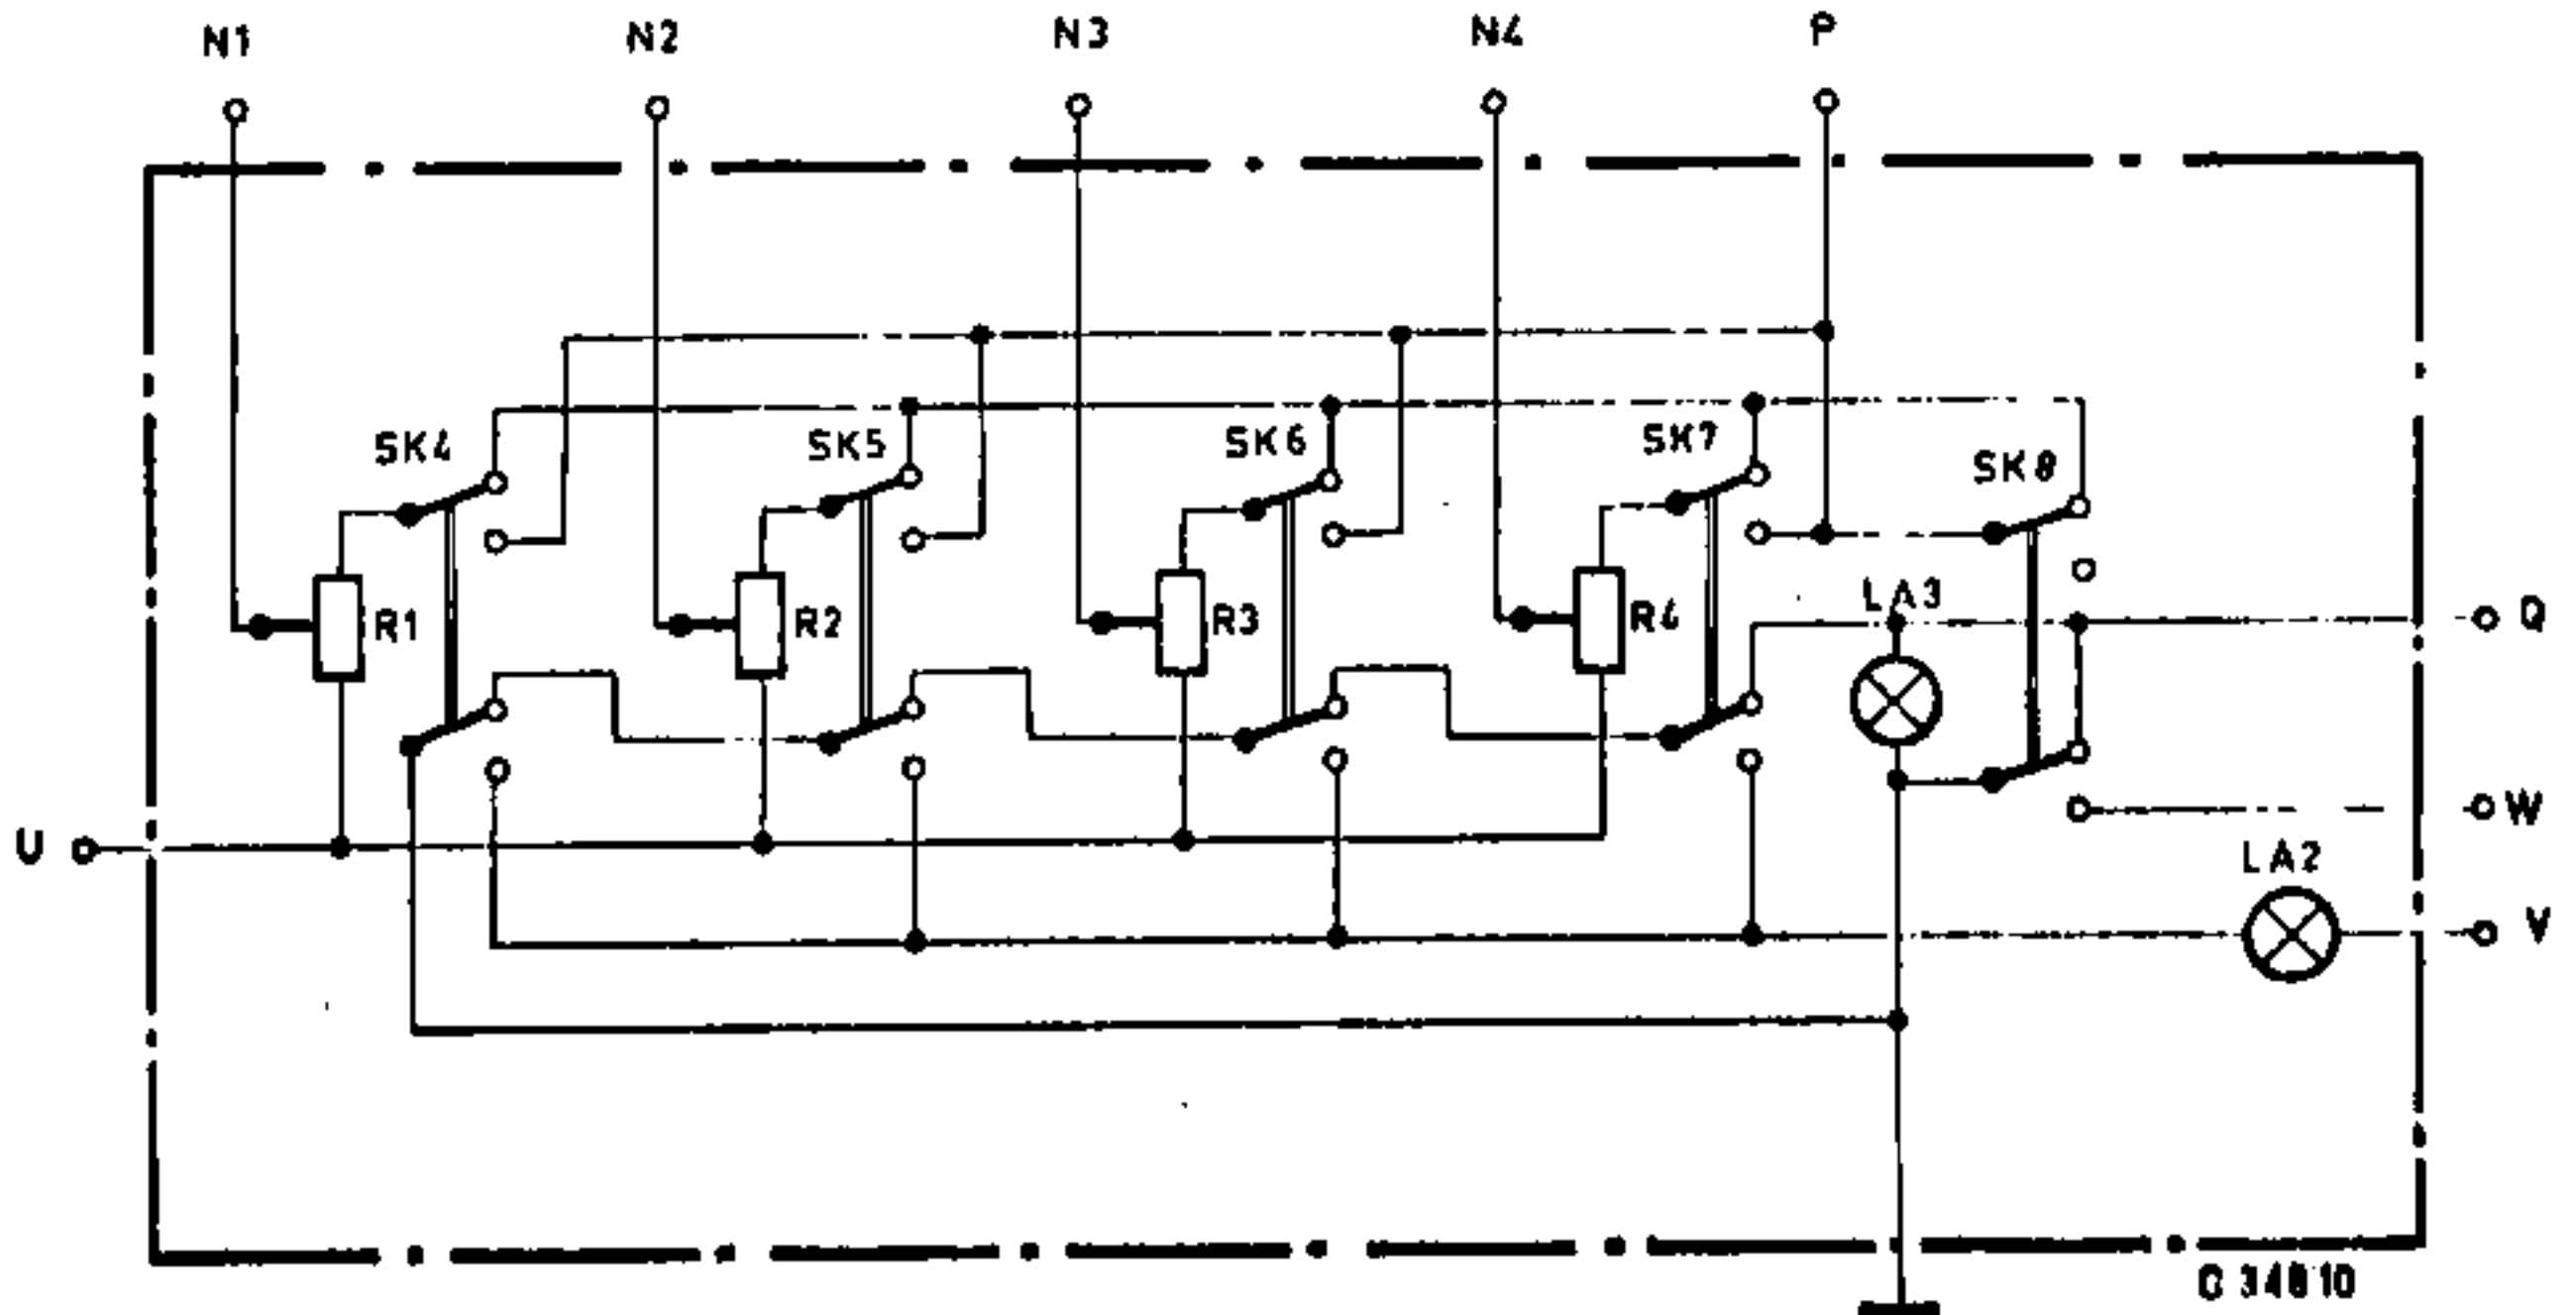 N1 N2 N3 N4 P
SK4 SK5 SK6 SK7 SK8
R1 R2 R3 R4 LA3 Q
U W
LA2
V